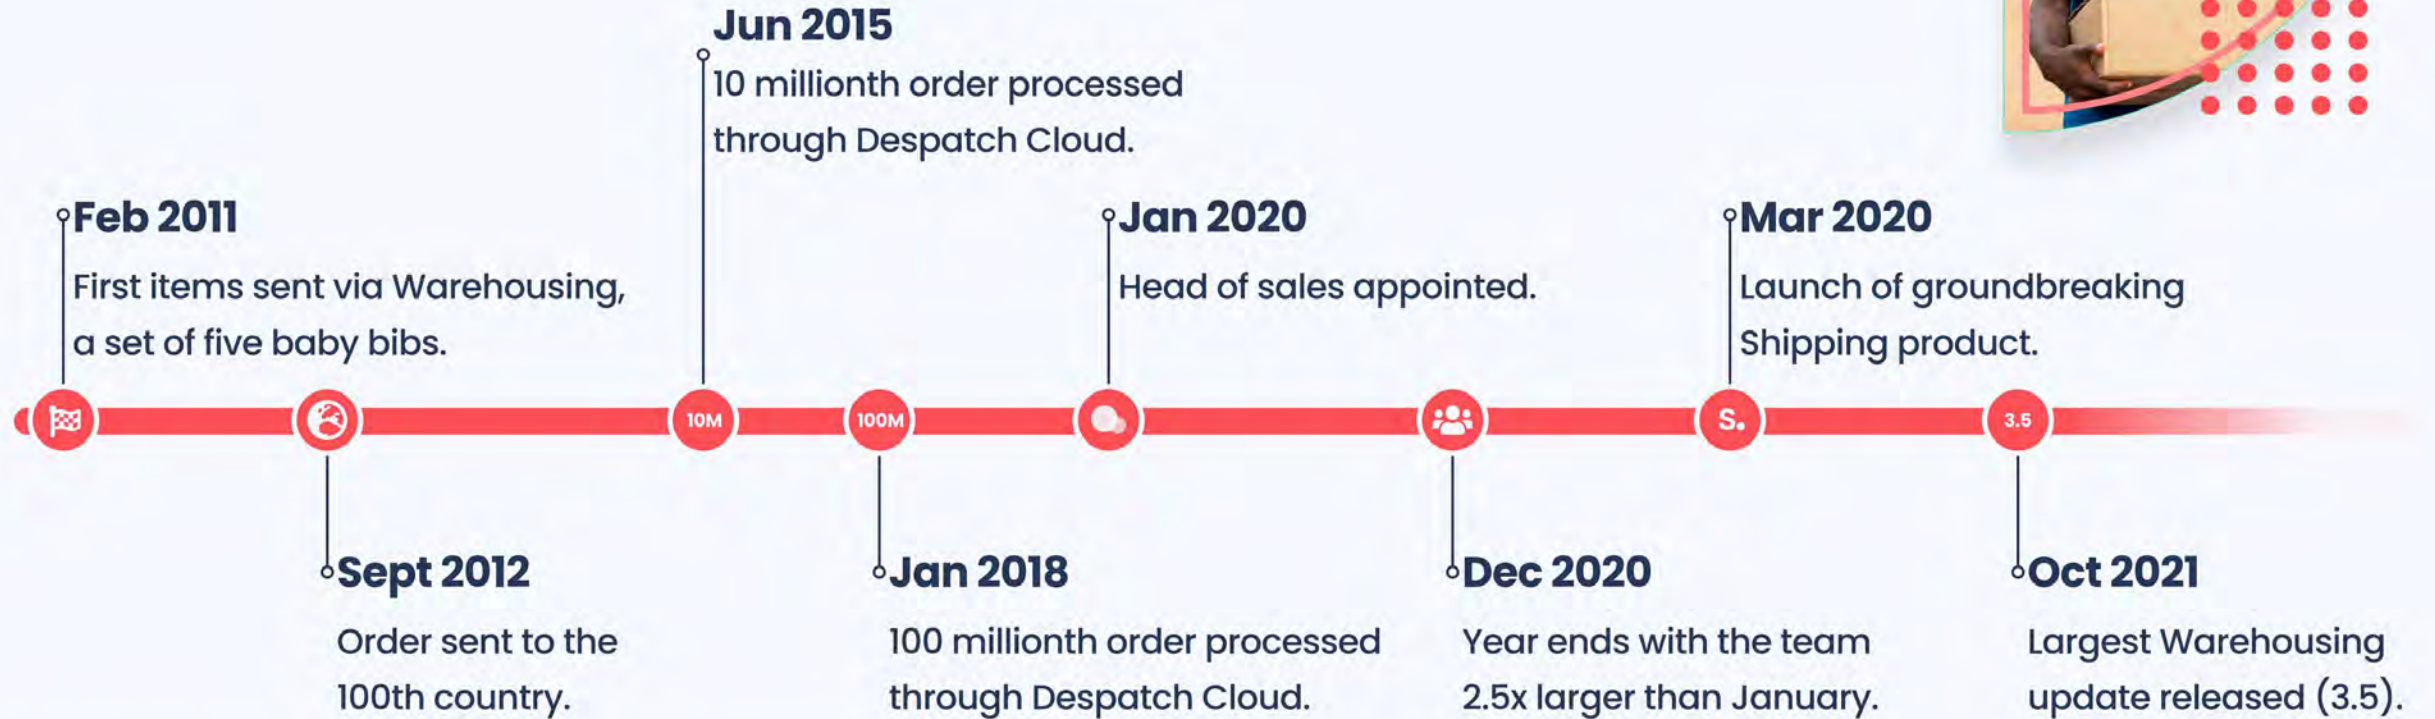 Jun 2015
10 millionth order processed
through Despatch Cloud.
Feb 2011
First items sent via Warehousing,
a set of five baby bibs.
Jan 2020
Head of sales appointed.
Mar 2020
Launch of groundbreaking
Shipping product.
10M
100M
S.
3.5
Sept 2012
Order sent to the
100th country.
Jan 2018
100 millionth order processed
through Despatch Cloud.
Dec 2020
Year ends with the team
2.5x larger than January.
Oct 2021
Largest Warehousing
update released (3.5).